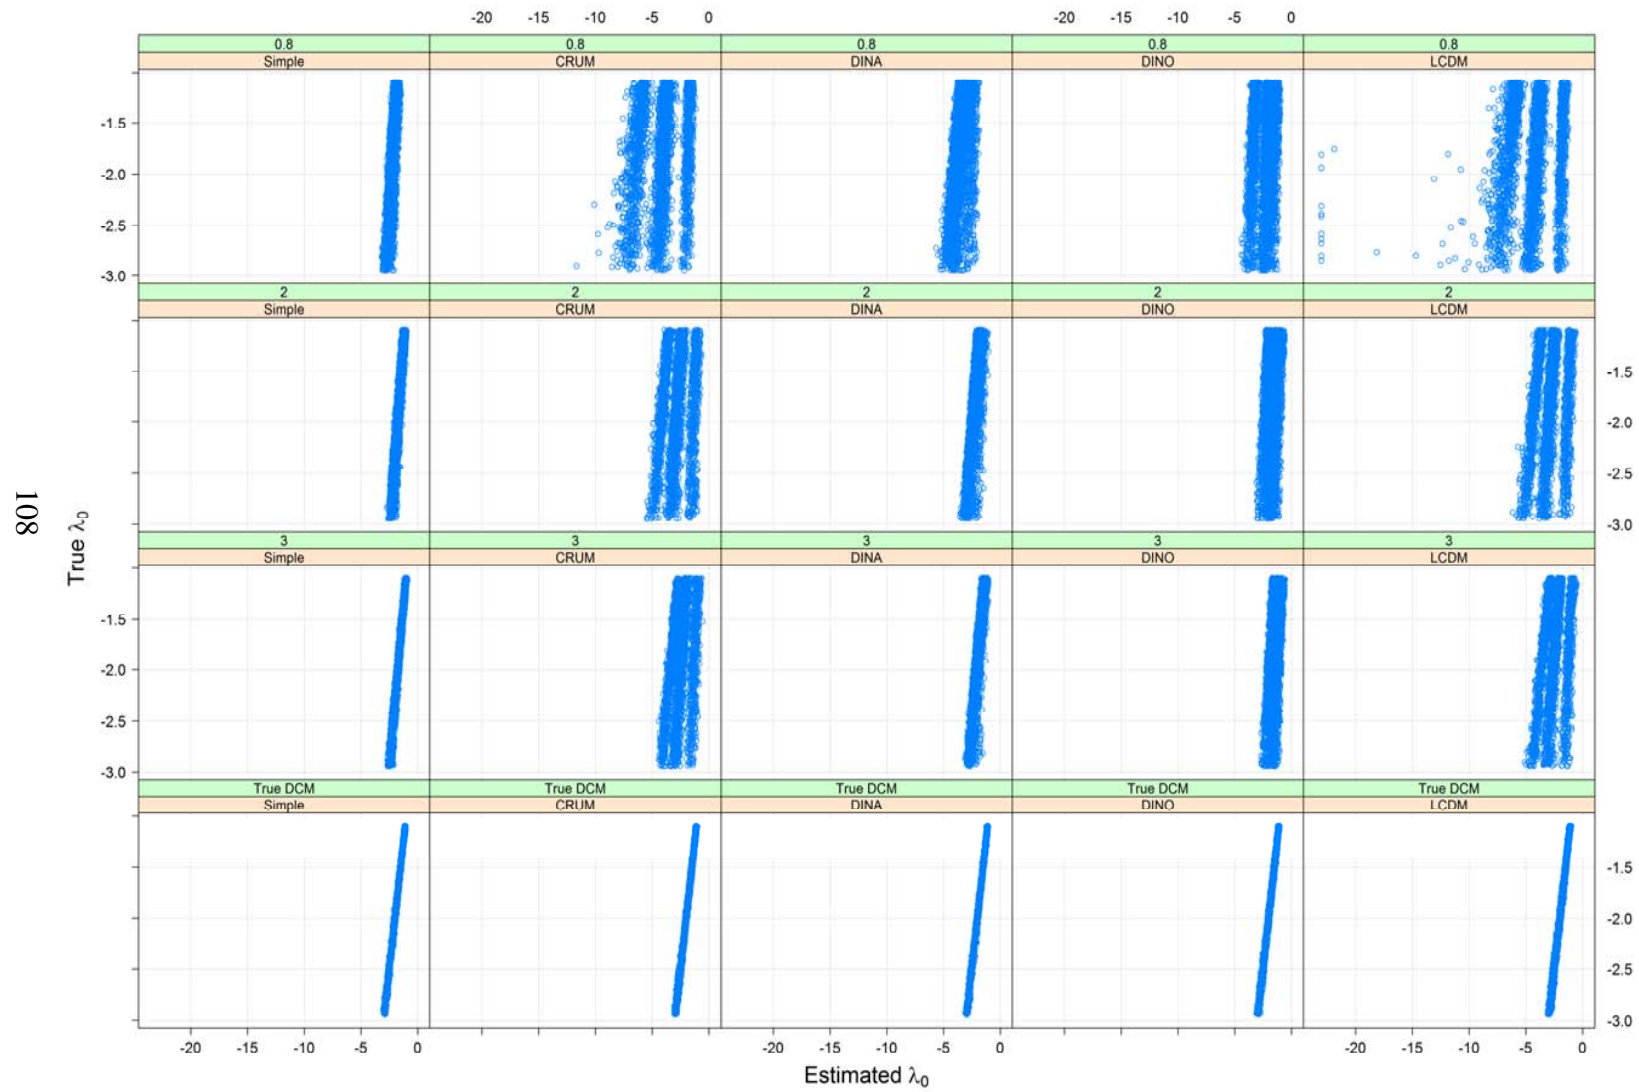 -20 -15 -10 -5 0 -20 -15 -10 -5 0
0.8 0.8 0.8 0.8 0.8
Simple CRUM DINA DINO LCDM
-1.5
-2.0
-2.5
-3.0
2 2 2 2 2
Simple CRUM DINA DINO LCDM
-1.5
-2.0
-2.5
-3.0
3 3 3 3 3
Simple CRUM DINA DINO LCDM
-1.5
-2.0
-2.5
-3.0
True DCM True DCM True DCM True DCM True DCM
Simple CRUM DINA DINO LCDM
-1.5
-2.0
-2.5
-3.0
-20 -15 -10 -5 0 -20 -15 -10 -5 0 -20 -15 -10 -5 0
Estimated λ0
True λ0
108